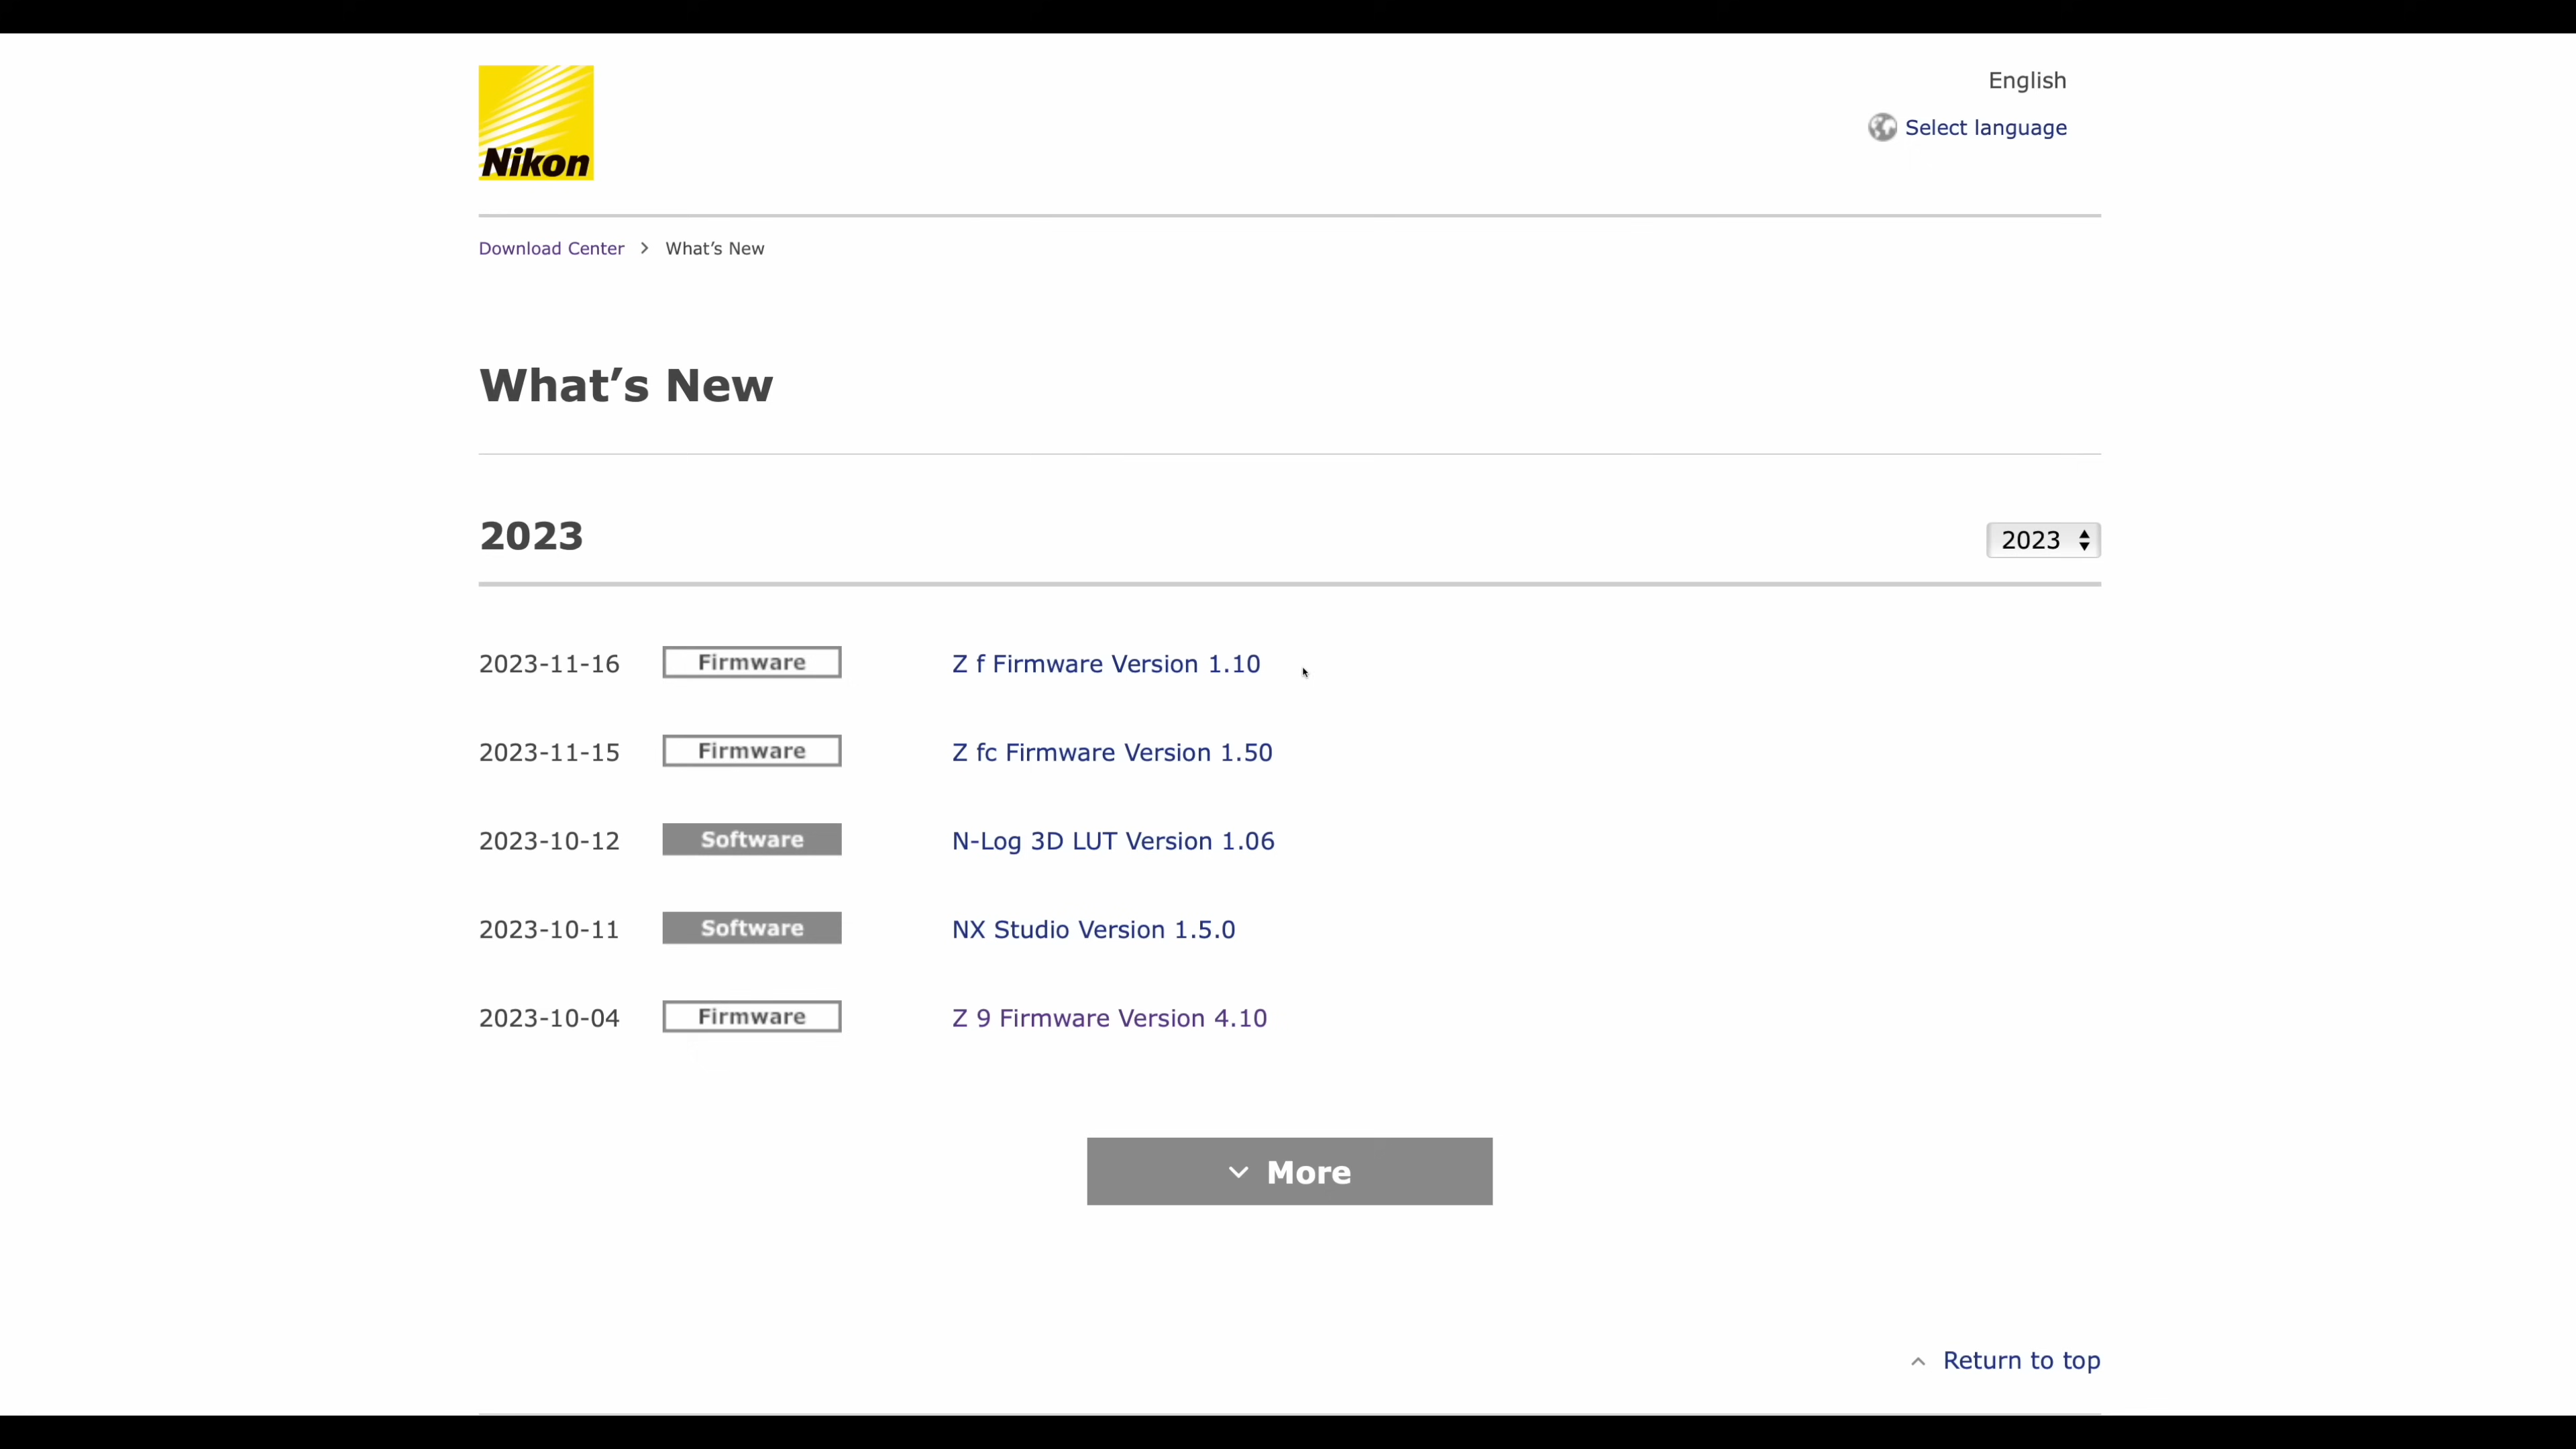 Nikon
English
Select language
Download Center > What’s New
What’s New
2023
2023
2023-11-16 Firmware Z f Firmware Version 1.10
2023-11-15 Firmware Z fc Firmware Version 1.50
2023-10-12 Software N-Log 3D LUT Version 1.06
2023-10-11 Software NX Studio Version 1.5.0
2023-10-04 Firmware Z 9 Firmware Version 4.10
More
Return to top